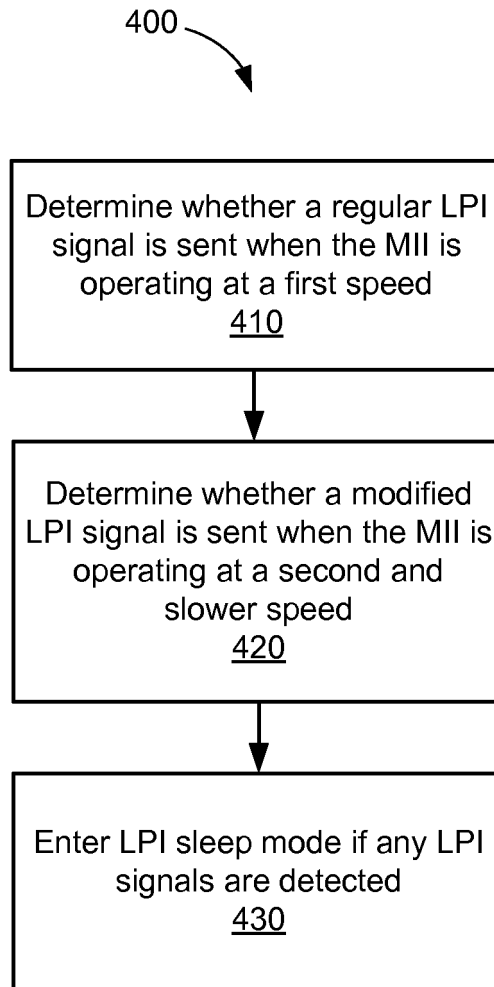 400
Determine whether a regular LPI
signal is sent when the MII is
operating at a first speed
410
Determine whether a modified
LPI signal is sent when the MII is
operating at a second and
slower speed
420
Enter LPI sleep mode if any LPI
signals are detected
430